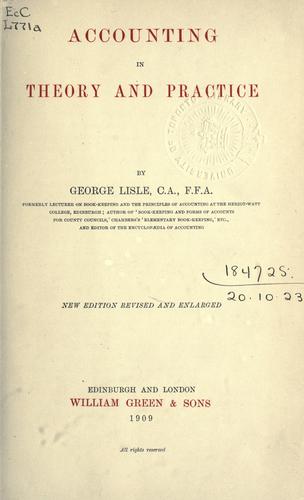 EcC
L771a
ACCOUNTING
IN
THEORY AND PRACTICE
BY
GEORGE LISLE, C.A., F.F.A.
FORMERLY LECTURER ON BOOK-KEEPING AND THE PRINCIPLES OF ACCOUNTING AT THE HERIOT-WATT
COLLEGE, EDINBURGH; AUTHOR OF 'BOOK-KEEPING AND FORMS OF ACCOUNTS
FOR COUNTY COUNCILS,' CHAMBERS'S 'ELEMENTARY BOOK-KEEPING,' ETC.,
AND EDITOR OF THE ENCYCLOPÆDIA OF ACCOUNTING
184725
20.10.23
NEW EDITION REVISED AND ENLARGED
EDINBURGH AND LONDON
WILLIAM GREEN & SONS
1909
All rights reserved